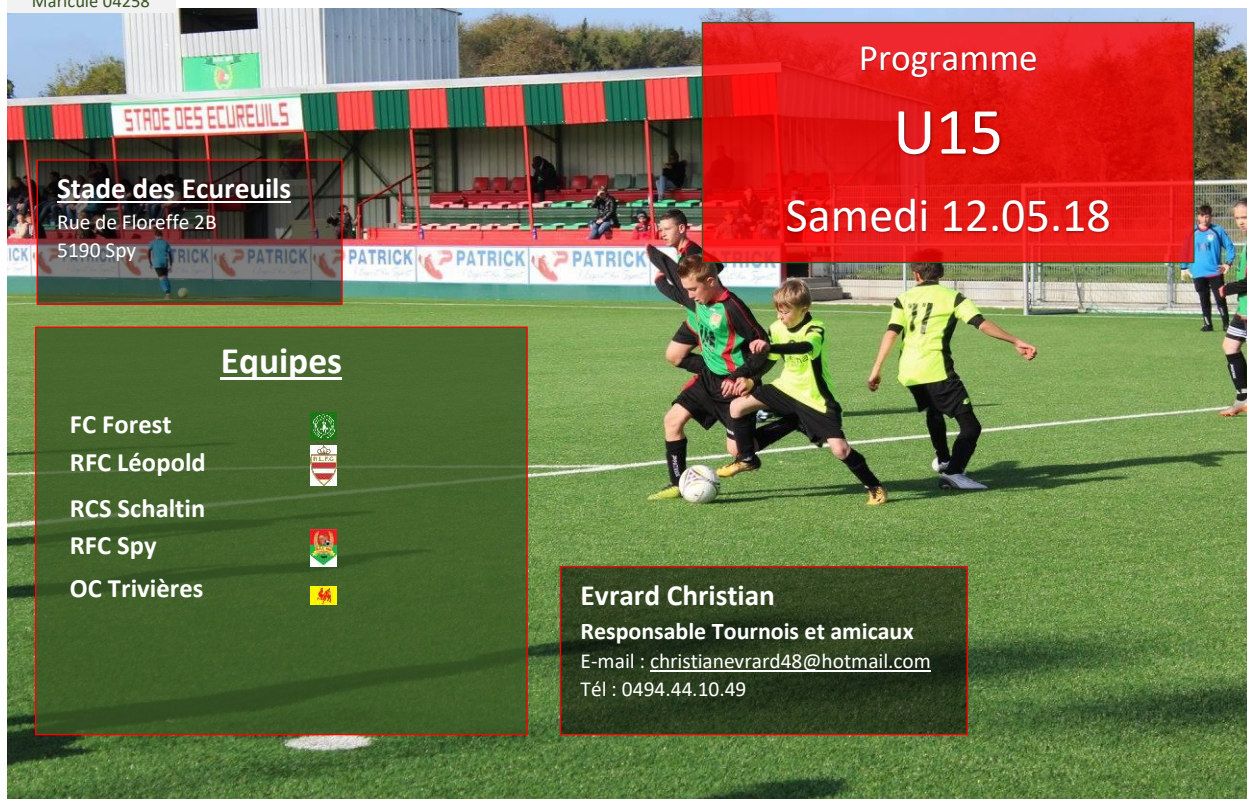 Maricule 04258
Programme
U15
Samedi 12.05.18
STADE DES ECUREUILS
Stade des Ecureuils
Rue de Floreffe 2B
5190 Spy
PATRICK
PATRICK
PATRICK
PATRICK
Equipes
FC Forest
RFC Léopold
R.L.F.C
RCS Schaltin
RFC Spy
OC Trivières
77
Evrard Christian
Responsable Tournois et amicaux
E-mail : christianevrard48@hotmail.com
Tél : 0494.44.10.49